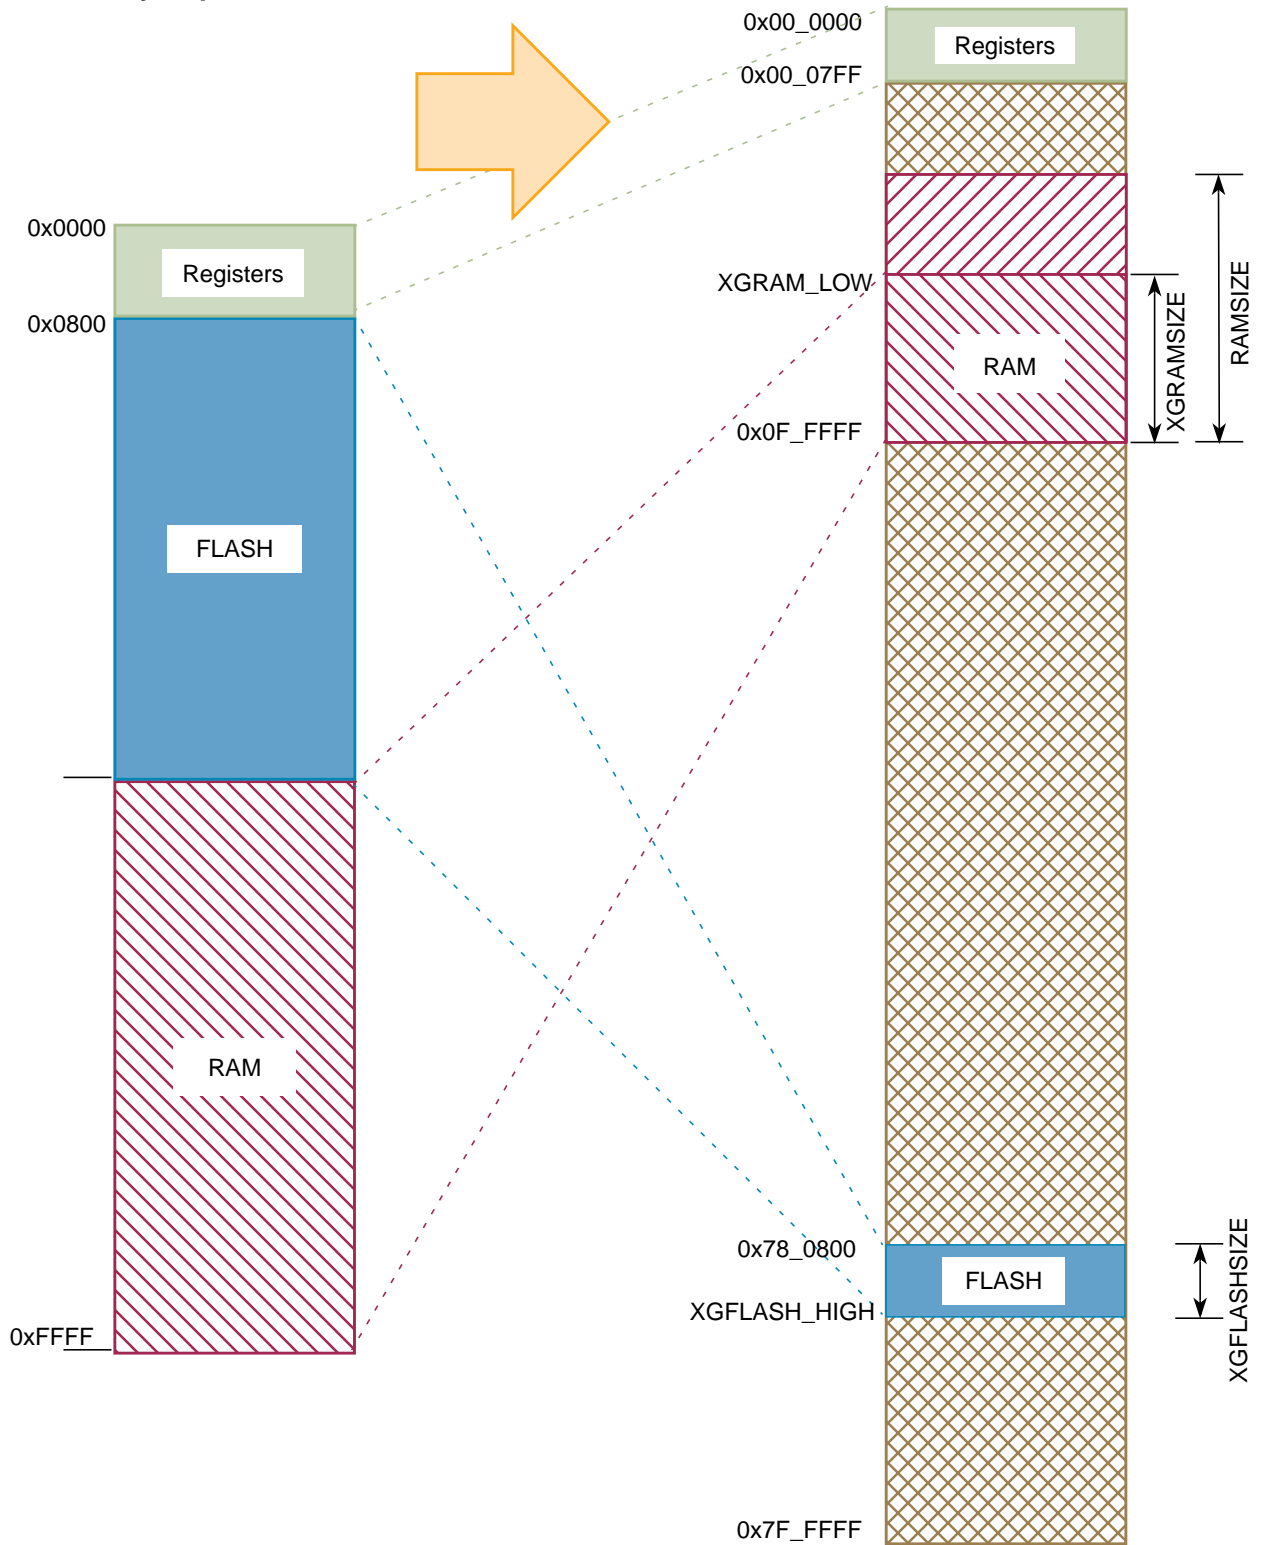 0x00_0000
Registers
0x00_07FF
0x0000
Registers
0x0800
XGRAM_LOW
RAM
XGRAMSIZE
RAMSIZE
0x0F_FFFF
FLASH
RAM
0x78_0800
FLASH
XGFLASH_HIGH
XGFLASHSIZE
0xFFFF
0x7F_FFFF